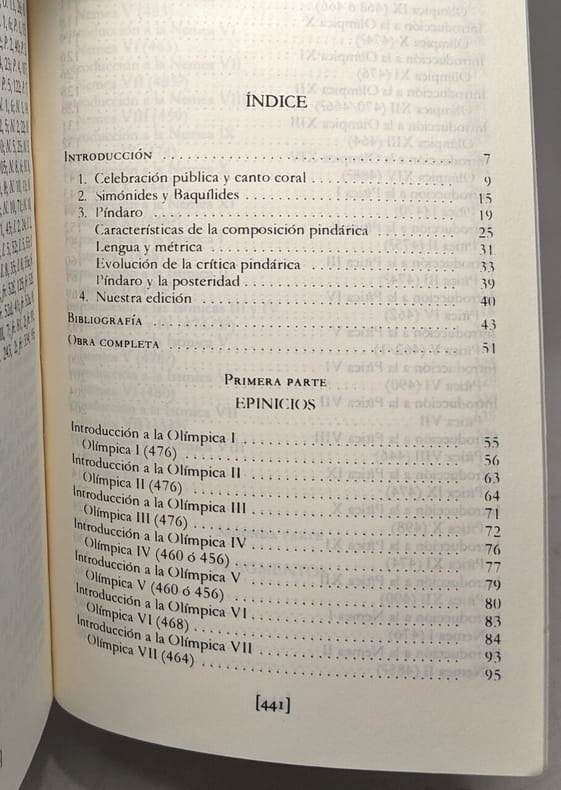 ÍNDICE
INTRODUCCIÓN 7
1. Celebración pública y canto coral 9
2. Simónides y Baquílides 15
3. Píndaro 19
Características de la composición pindárica 25
Lengua y métrica 31
Evolución de la crítica pindárica 33
Píndaro y la posteridad 39
4. Nuestra edición 40
BIBLIOGRAFÍA 43
OBRA COMPLETA 51
PRIMERA PARTE
EPINICIOS
Introducción a la Olímpica I 55
Olímpica I (476) 56
Introducción a la Olímpica II 63
Olímpica II (476) 64
Introducción a la Olímpica III 71
Olímpica III (476) 72
Introducción a la Olímpica IV 76
Olímpica IV (460 ó 456) 77
Introducción a la Olímpica V 79
Olímpica V (460 ó 456) 80
Introducción a la Olímpica VI 83
Olímpica VI (468) 84
Introducción a la Olímpica VII 93
Olímpica VII (464) 95
[441]